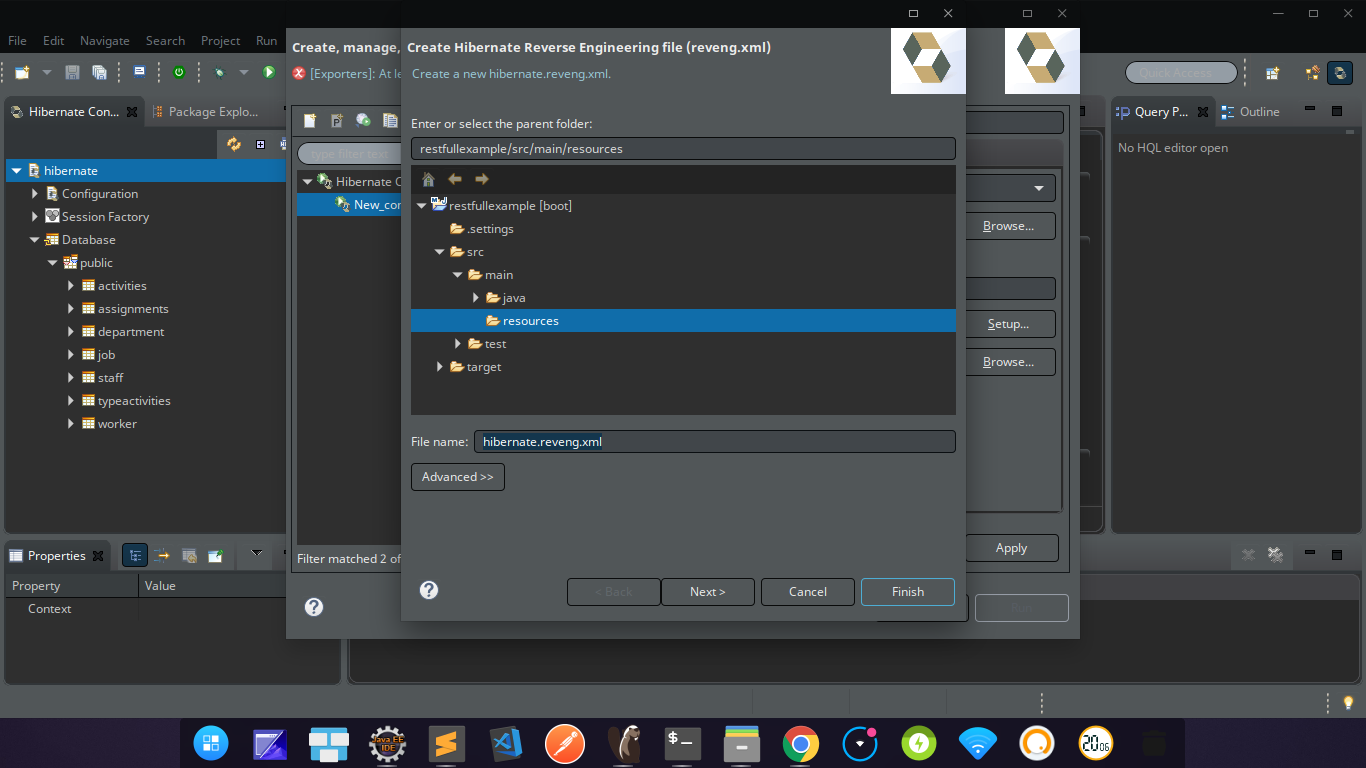 File Edit Navigate Search Project Run
Quick Access
Hibernate Con...
Package Explo...
hibernate
Configuration
Session Factory
Database
public
activities
assignments
department
job
staff
typeactivities
worker
Properties
Property
Value
Context
Create, manage,
[Exporters]: At le
type filter text
Hibernate C
New_con
Filter matched 2 of
Create Hibernate Reverse Engineering file (reveng.xml)
Create a new hibernate.reveng.xml.
Enter or select the parent folder:
restfullexample/src/main/resources
restfullexample [boot]
.settings
src
main
java
resources
test
target
File name:
hibernate.reveng.xml
Advanced >>
< Back
Next >
Cancel
Finish
Browse...
Setup...
Browse...
Apply
Run
Query P...
Outline
No HQL editor open
Java EE
IDE
$_
20
06